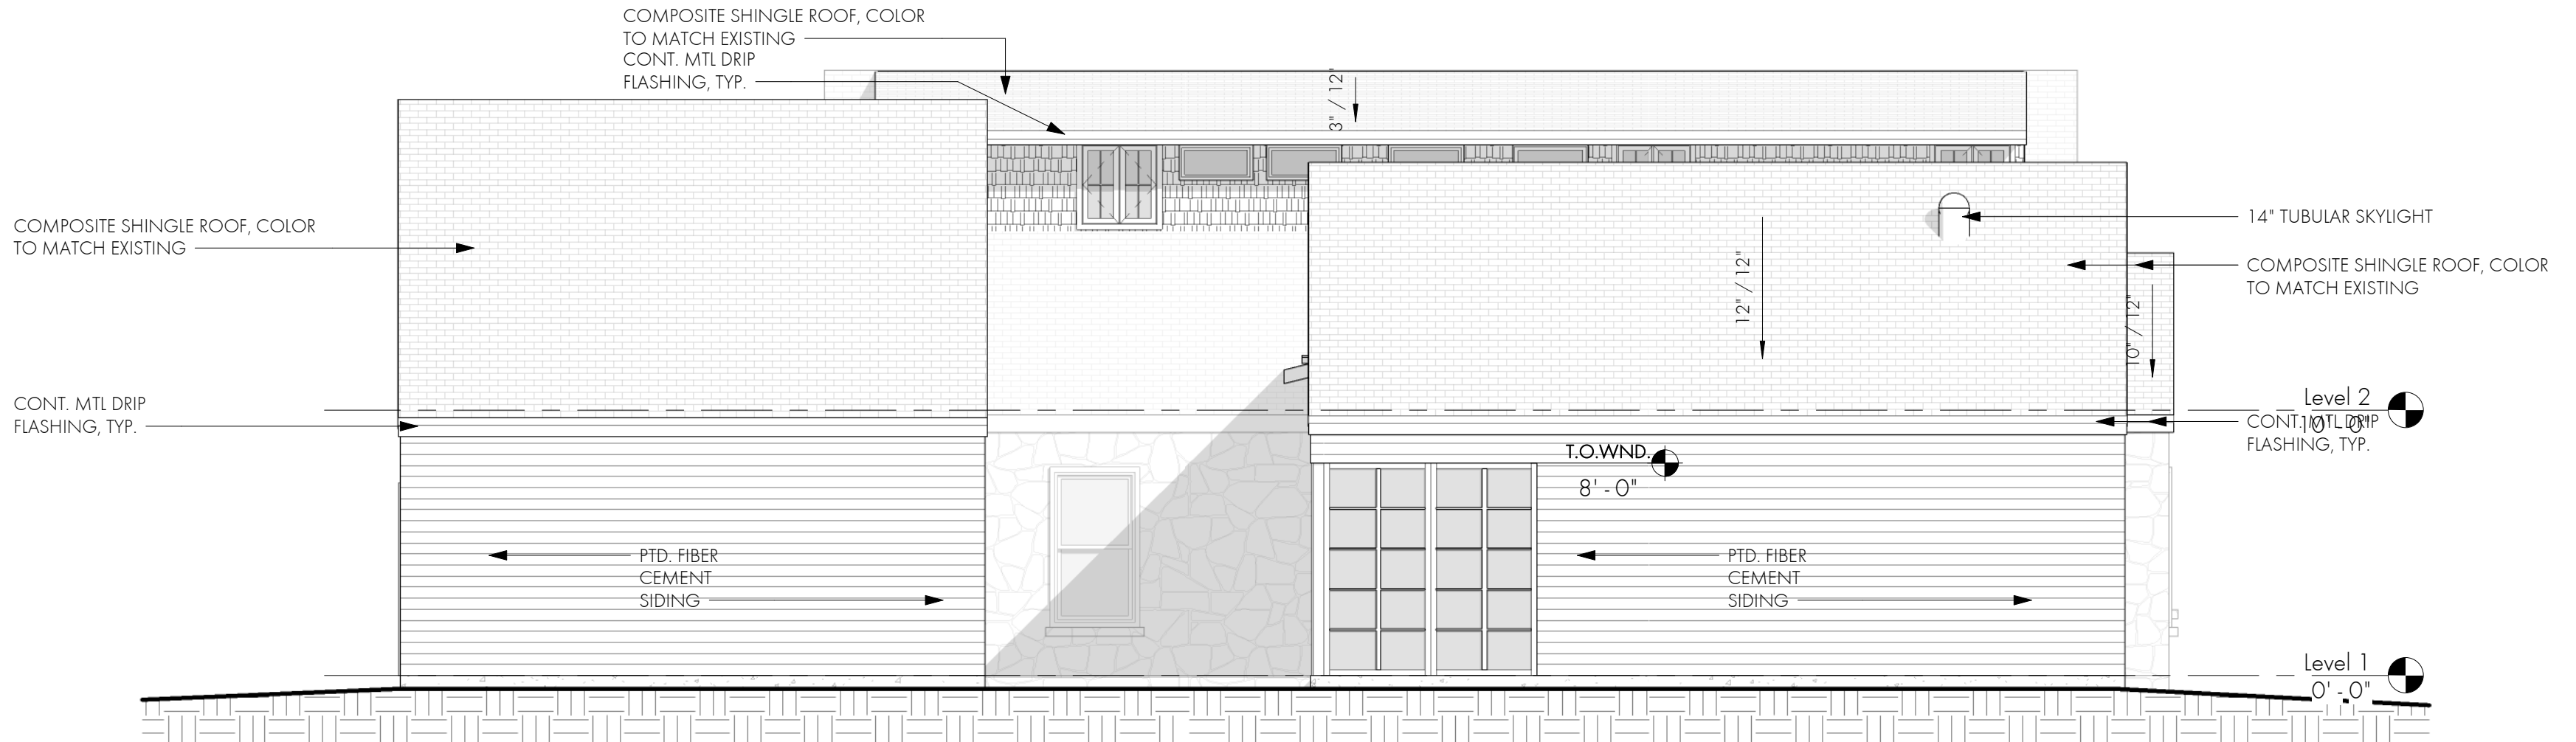 COMPOSITE SHINGLE ROOF, COLOR
TO MATCH EXISTING
CONT. MTL DRIP
FLASHING, TYP.
3" / 12"
COMPOSITE SHINGLE ROOF, COLOR
TO MATCH EXISTING
14" TUBULAR SKYLIGHT
12" / 12"
COMPOSITE SHINGLE ROOF, COLOR
TO MATCH EXISTING
10" / 12"
CONT. MTL DRIP
FLASHING, TYP.
Level 2
10' - 0"
CONT. MTL DRIP
FLASHING, TYP.
T.O.WND.
8' - 0"
PTD. FIBER
CEMENT
SIDING
PTD. FIBER
CEMENT
SIDING
Level 1
0' - 0"